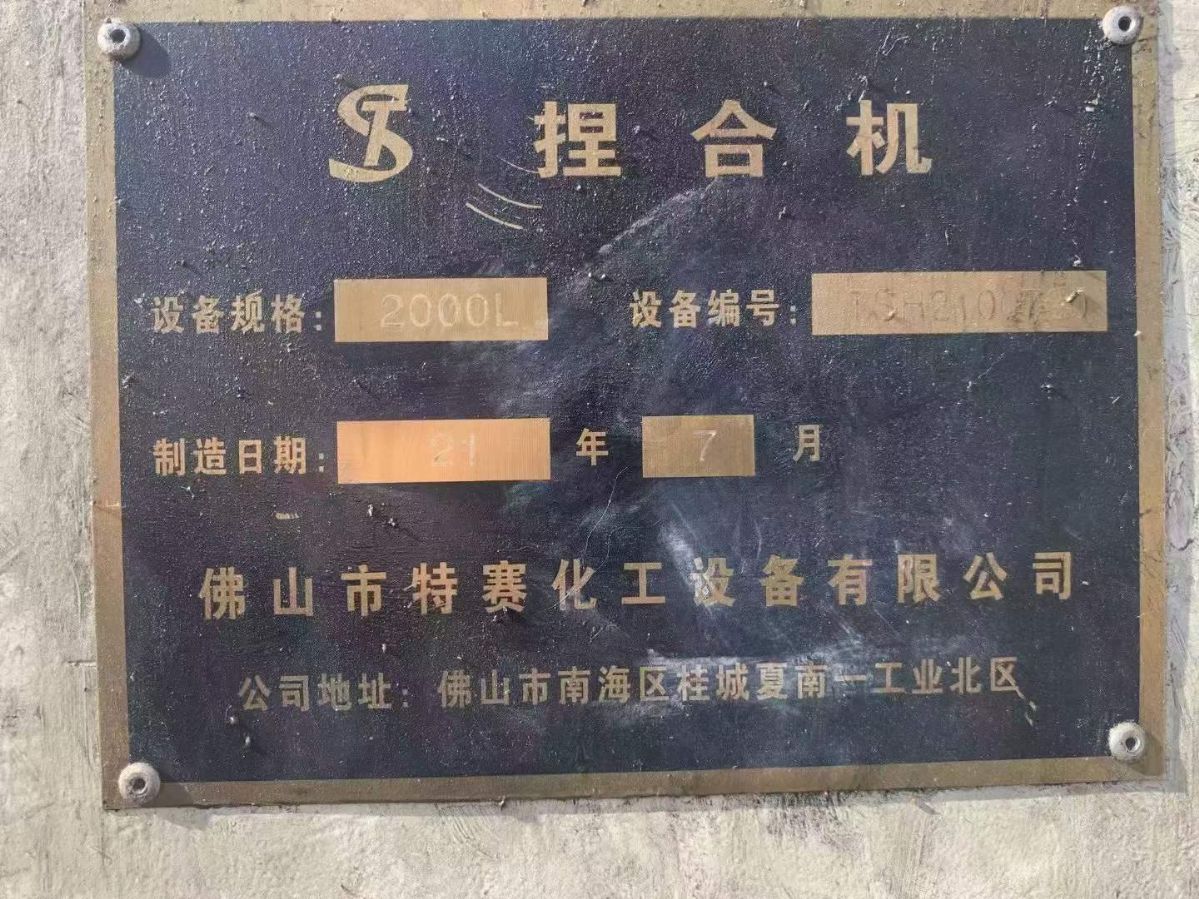 ST 捏合机
设备规格: 2000L 设备编号:
制造日期: 21 年 7 月
佛山市特赛化工设备有限公司
公司地址: 佛山市南海区桂城夏南一工业北区